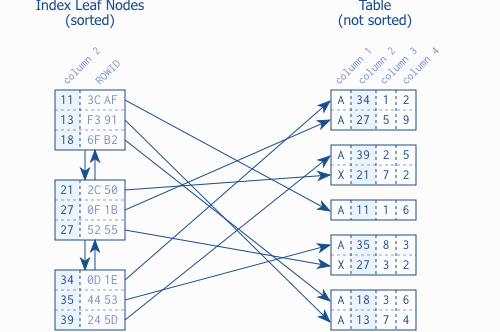 Index Leaf Nodes
(sorted)
column 2
ROWID
11 3C AF
13 F3 91
18 6F B2
21 2C 50
27 0F 1B
27 52 55
34 0D 1E
35 44 53
39 24 5D
Table
(not sorted)
column 1
column 2
column 3
column 4
A 34 1 2
A 27 5 9
A 39 2 5
X 21 7 2
A 11 1 6
A 35 8 3
X 27 3 2
A 18 3 6
A 13 7 4